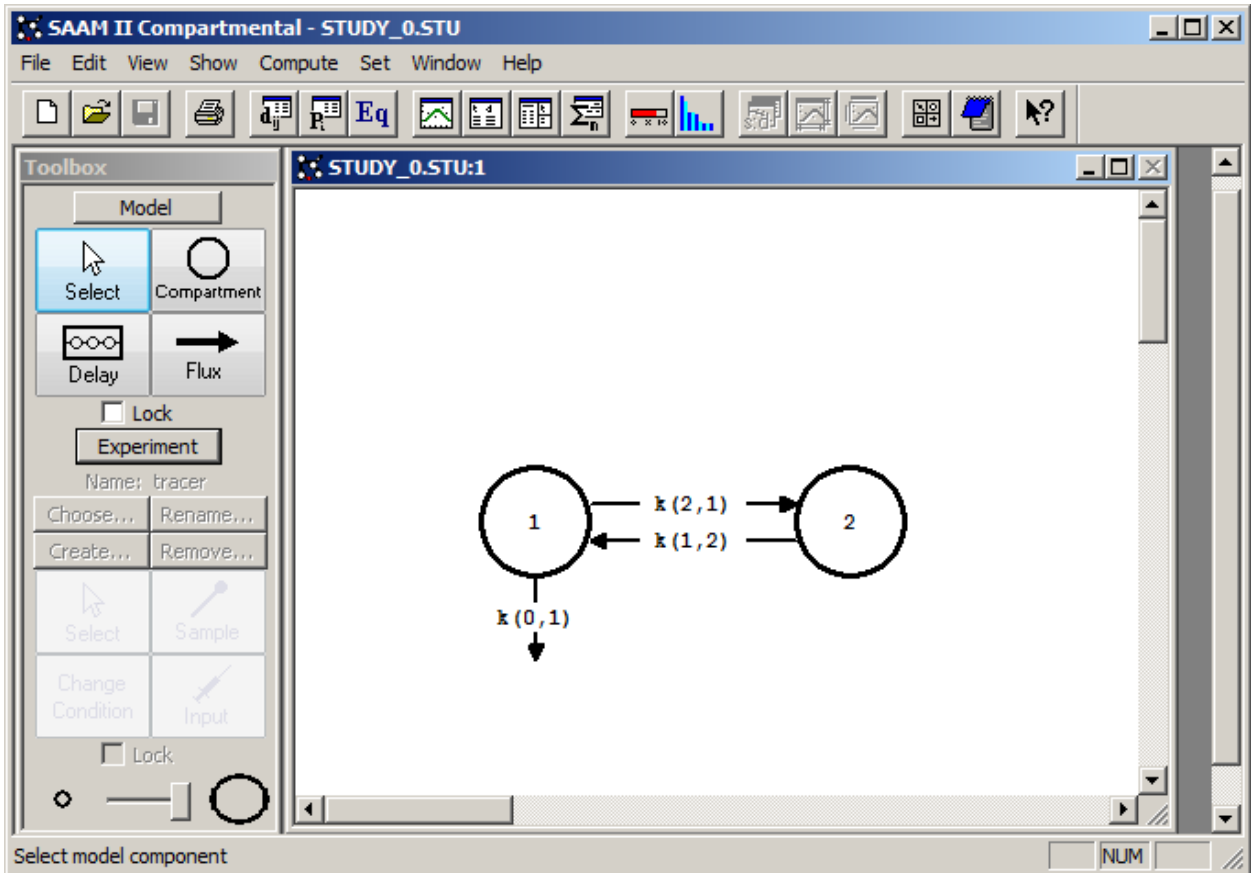 SAAM II Compartmental - STUDY_0.STU
File Edit View Show Compute Set Window Help
Eq
Toolbox
Model
Select
Compartment
Delay
Flux
Lock
Experiment
Name: tracer
Choose... Rename...
Create... Remove...
Select
Sample
Change
Condition
Input
Lock
STUDY_0.STU:1
1
k(2,1)
k(1,2)
2
k(0,1)
Select model component
NUM